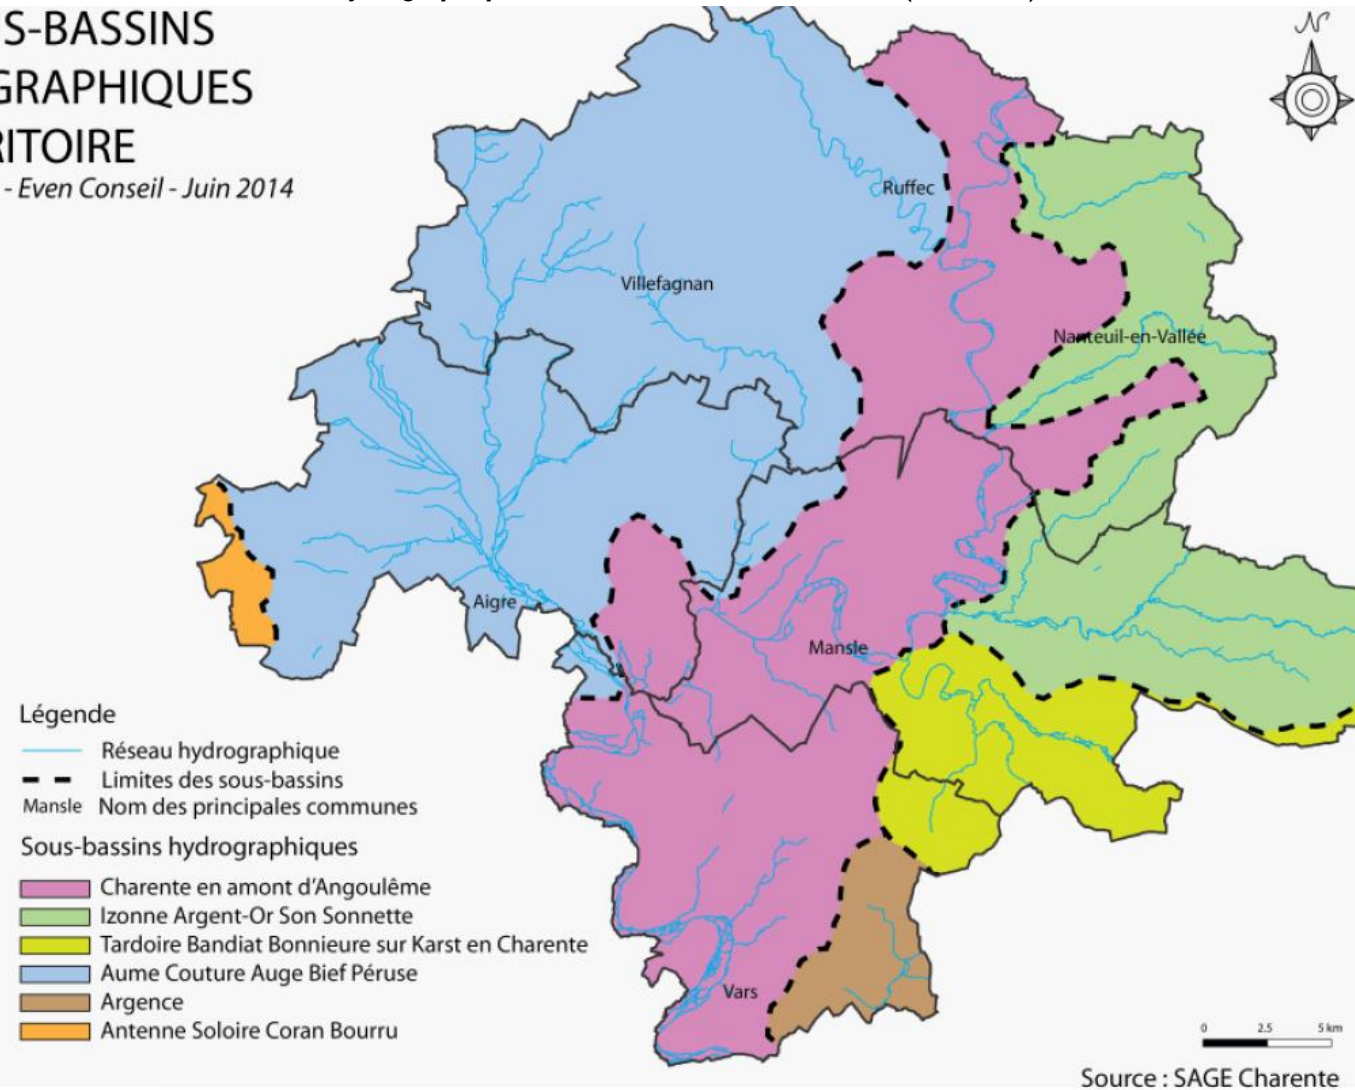 S-BASSINS
GRAPHIQUES
RITOIRE
- Even Conseil - Juin 2014
N
Ruffec
Villefagnan
Nanteuil-en-Vallée
Aigre
Mansle
Vars
Légende
Réseau hydrographique
Limites des sous-bassins
Mansle Nom des principales communes
Sous-bassins hydrographiques
Charente en amont d'Angoulême
Izonne Argent-Or Son Sonnette
Tardoire Bandiat Bonnieure sur Karst en Charente
Aume Couture Auge Bief Péruse
Argence
Antenne Soloire Coran Bourru
0 2.5 5 km
Source : SAGE Charente